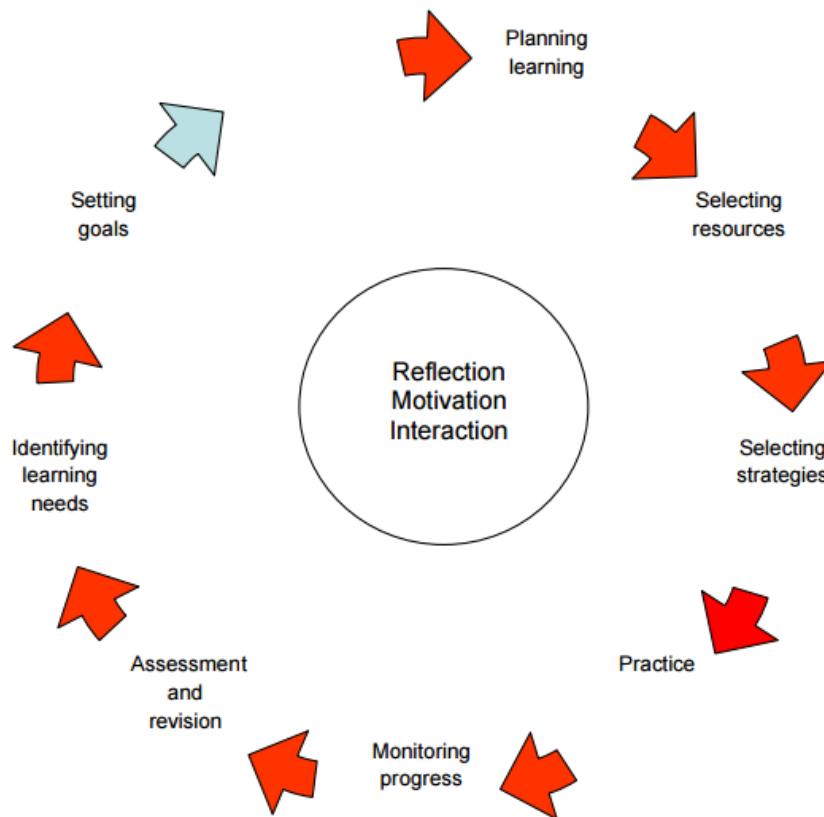 Planning
learning
Selecting
resources
Selecting
strategies
Practice
Monitoring
progress
Assessment
and
revision
Identifying
learning
needs
Setting
goals
Reflection
Motivation
Interaction